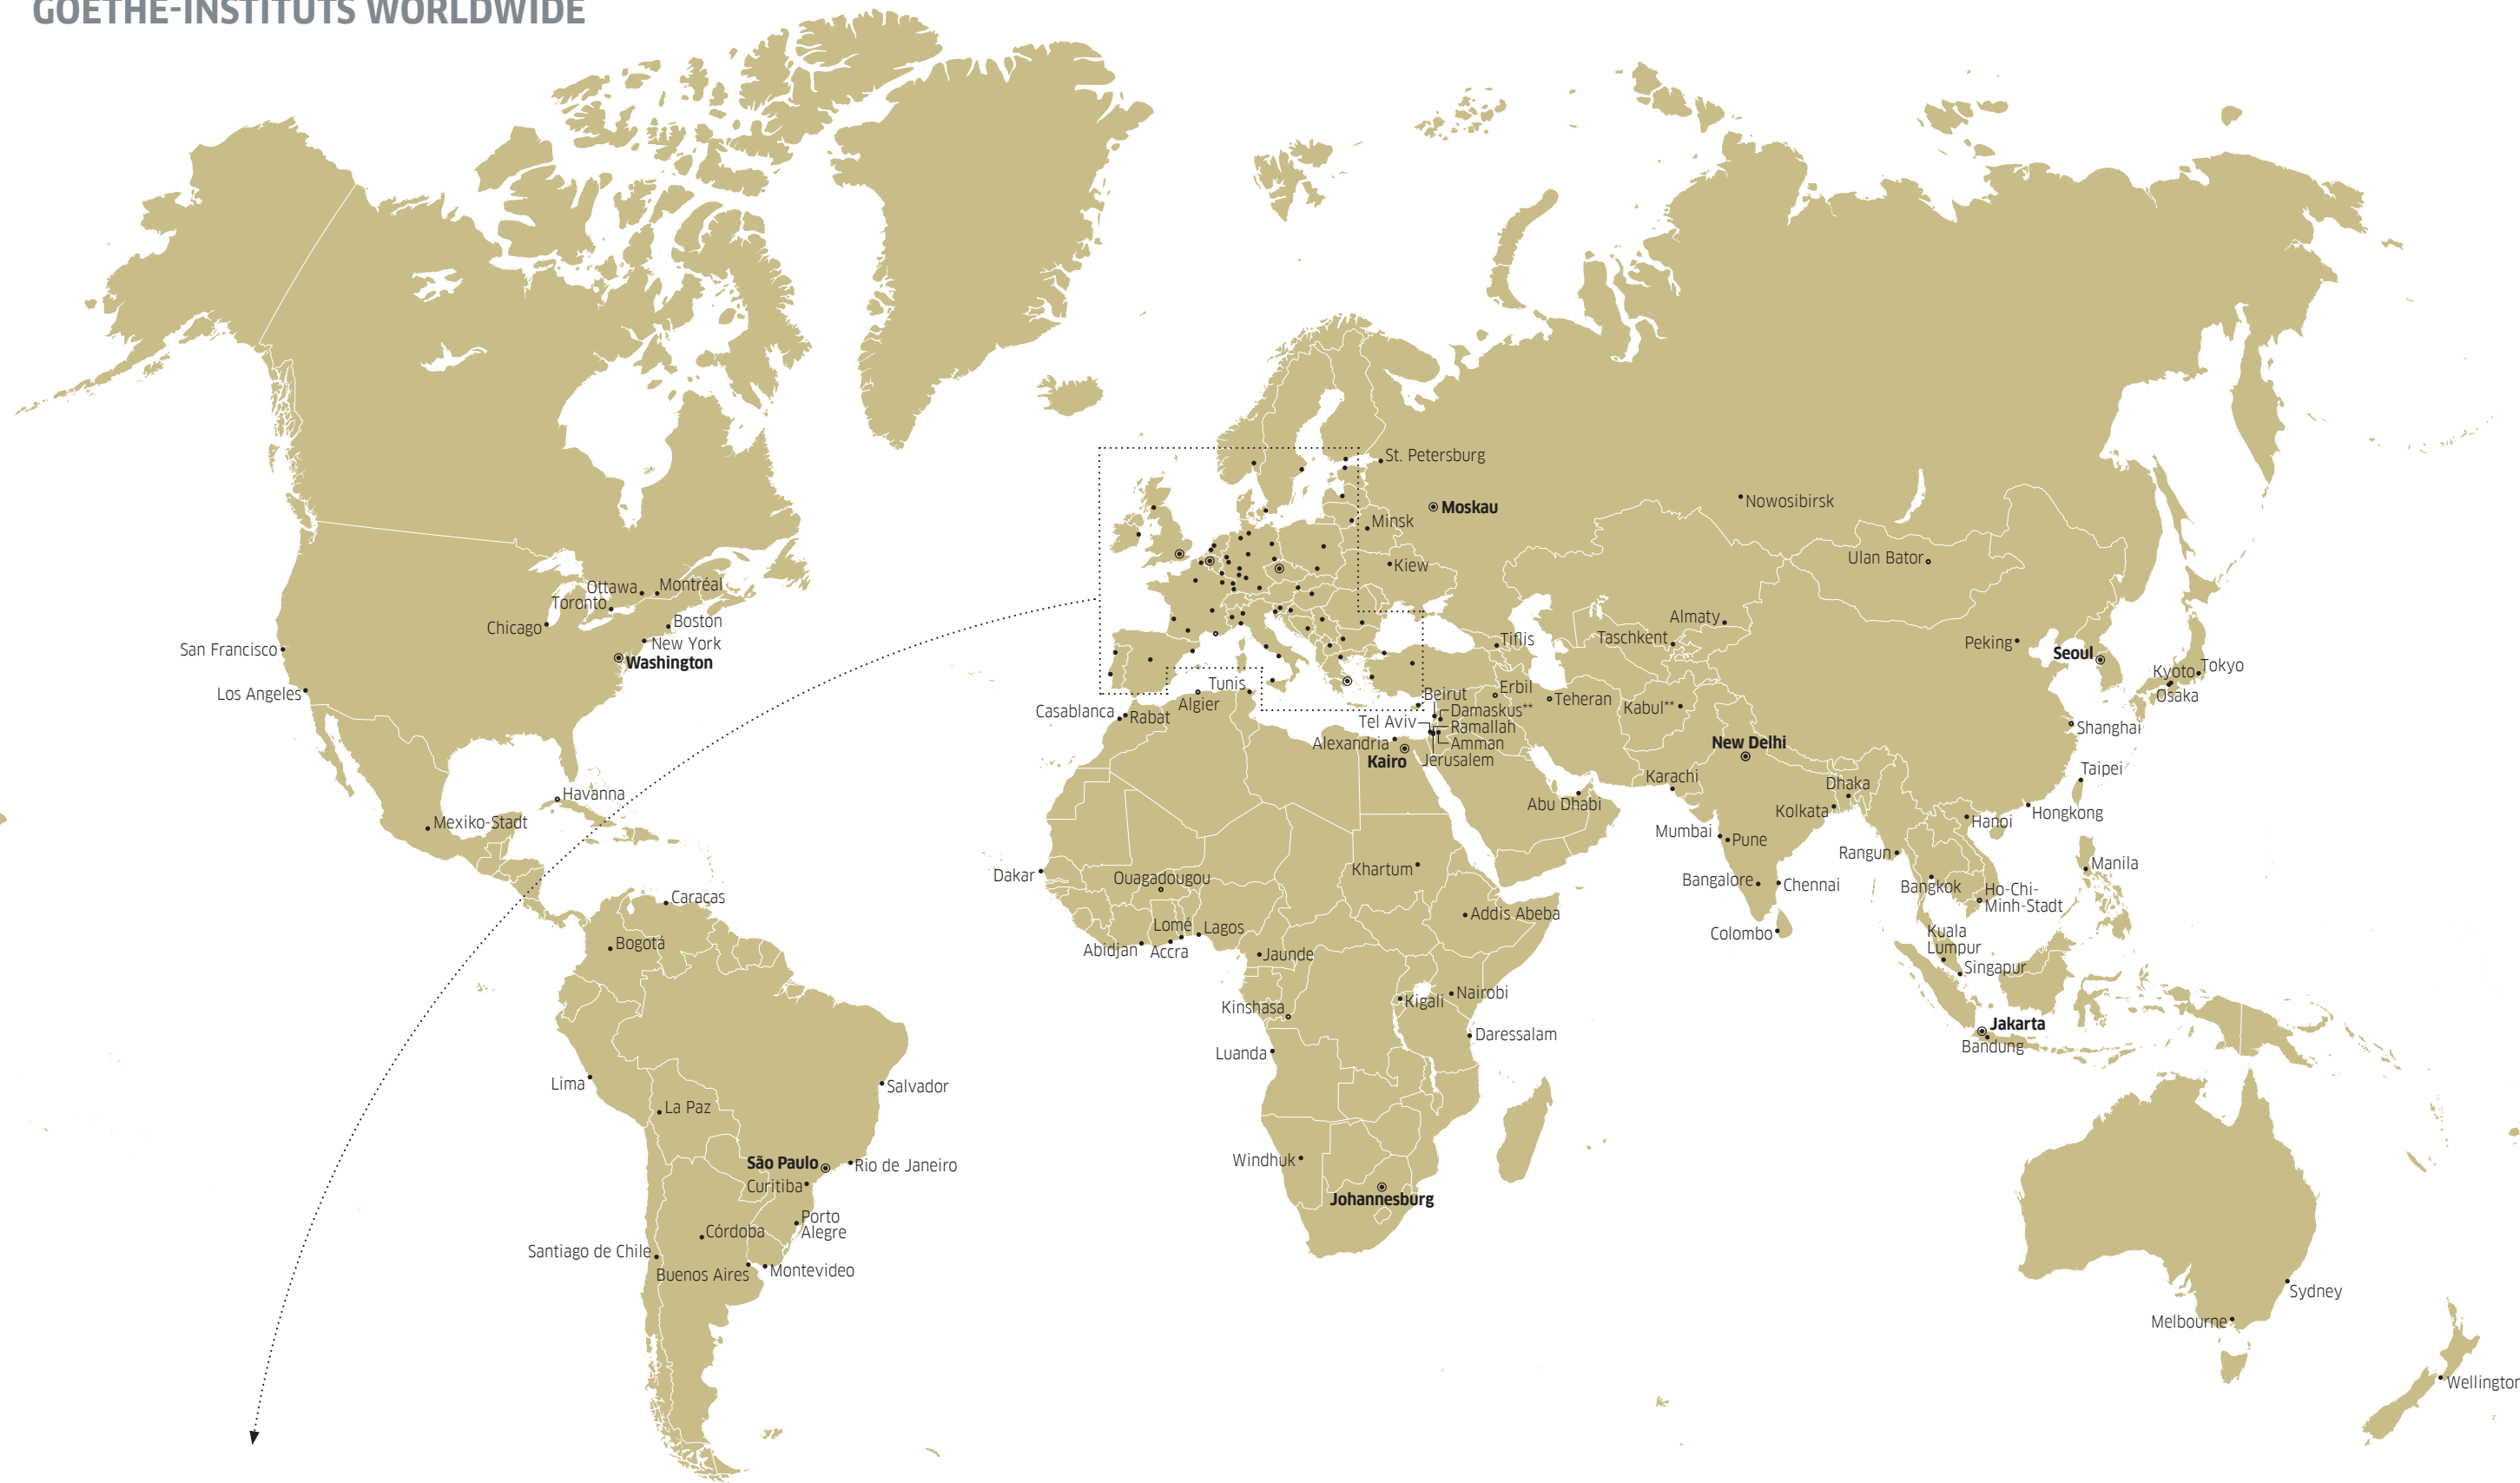 GOETHE-INSTITUTS WORLDWIDE
St. Petersburg
Moskau
Nowosibirsk
Minsk
Ulan Bator
Kiew
Ottawa
Montréal
Toronto
Boston
Chicago
New York
Washington
San Francisco
Los Angeles
Almaty
Taschkent
Tiflis
Peking
Seoul
Kyoto
Tokyo
Osaka
Tunis
Algier
Casablanca
Rabat
Beirut
Erbil
Teheran
Damaskus**
Kabul**
Tel Aviv
Ramallah
Alexandria
Amman
Kairo
Jerusalem
New Delhi
Shanghai
Karachi
Dhaka
Taipei
Abu Dhabi
Kolkata
Hongkong
Hanoi
Havanna
Mexiko-Stadt
Mumbai
Pune
Rangun
Manila
Dakar
Ouagadougou
Khartum
Bangalore
Chennai
Bangkok
Ho-Chi-
Minh-Stadt
Caracas
Bogotá
Lomé
Lagos
Addis Abeba
Abidjan
Accra
Jaunde
Colombo
Kuala
Lumpur
Singapur
Kinshasa
Kigali
Nairobi
Daressalam
Jakarta
Bandung
Luanda
Lima
Salvador
La Paz
Windhuk
Johannesburg
São Paulo
Rio de Janeiro
Curitiba
Porto
Alegre
Córdoba
Santiago de Chile
Buenos Aires
Montevideo
Sydney
Melbourne
Wellington